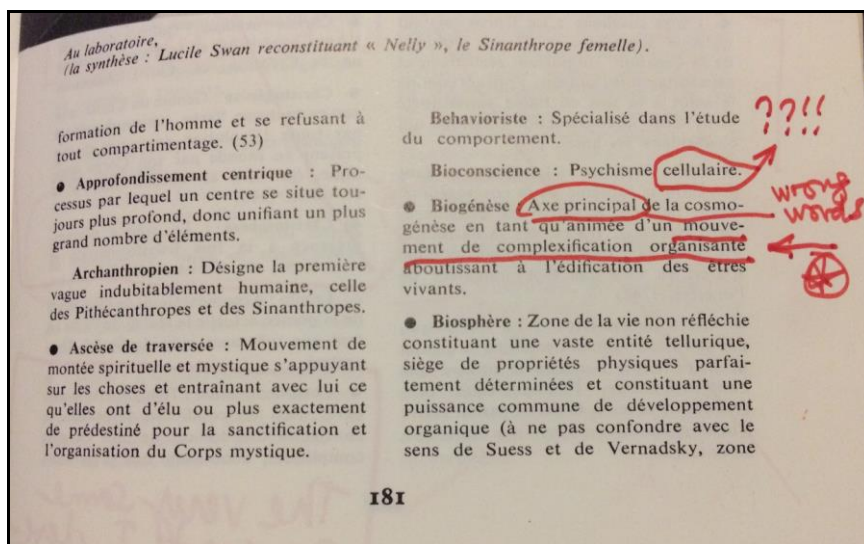 Au laboratoire,
(la synthèse : Lucile Swan reconstituant « Nelly », le Sinanthrope femelle).
formation de l'homme et se refusant à
tout compartimentage. (53)
● Approfondissement centrique : Pro-
cessus par lequel un centre se situe tou-
jours plus profond, donc unifiant un plus
grand nombre d'éléments.
Archanthropien : Désigne la première
vague indubitablement humaine, celle
des Pithécanthropes et des Sinanthropes.
● Ascèse de traversée : Mouvement de
montée spirituelle et mystique s'appuyant
sur les choses et entraînant avec lui ce
qu'elles ont d'élu ou plus exactement
de prédestiné pour la sanctification et
l'organisation du Corps mystique.
Behavioriste : Spécialisé dans l'étude
du comportement.
??!!
Bioconscience : Psychisme cellulaire.
● Biogénèse : Axe principal de la cosmo-
génèse en tant qu'animée d'un mouve-
ment de complexification organisante
aboutissant à l'édification des êtres
vivants.
wrong
words
● Biosphère : Zone de la vie non réfléchie
constituant une vaste entité tellurique,
siège de propriétés physiques parfai-
tement déterminées et constituant une
puissance commune de développement
organique (à ne pas confondre avec le
sens de Suess et de Vernadsky, zone
181